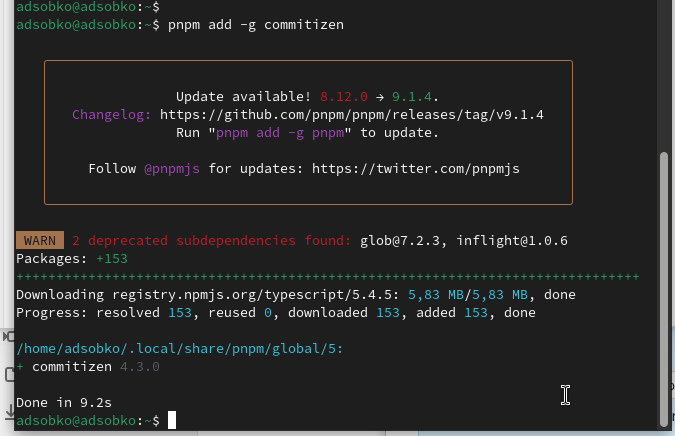 adsobko@adsobko:~$
adsobko@adsobko:~$ pnpm add -g commitizen
Update available! 8.12.0 → 9.1.4.
Changelog: https://github.com/pnpm/pnpm/releases/tag/v9.1.4
Run "pnpm add -g pnpm" to update.
Follow @pnpmjs for updates: https://twitter.com/pnpmjs
WARN 2 deprecated subdependencies found: glob@7.2.3, inflight@1.0.6
Packages: +153
++++++++++++++++++++++++++++++++++++++++++++++++++++++++++++++++++++++++++++++
Downloading registry.npmjs.org/typescript/5.4.5: 5,83 MB/5,83 MB, done
Progress: resolved 153, reused 0, downloaded 153, added 153, done
/home/adsobko/.local/share/pnpm/global/5:
+ commitizen 4.3.0
Done in 9.2s
adsobko@adsobko:~$